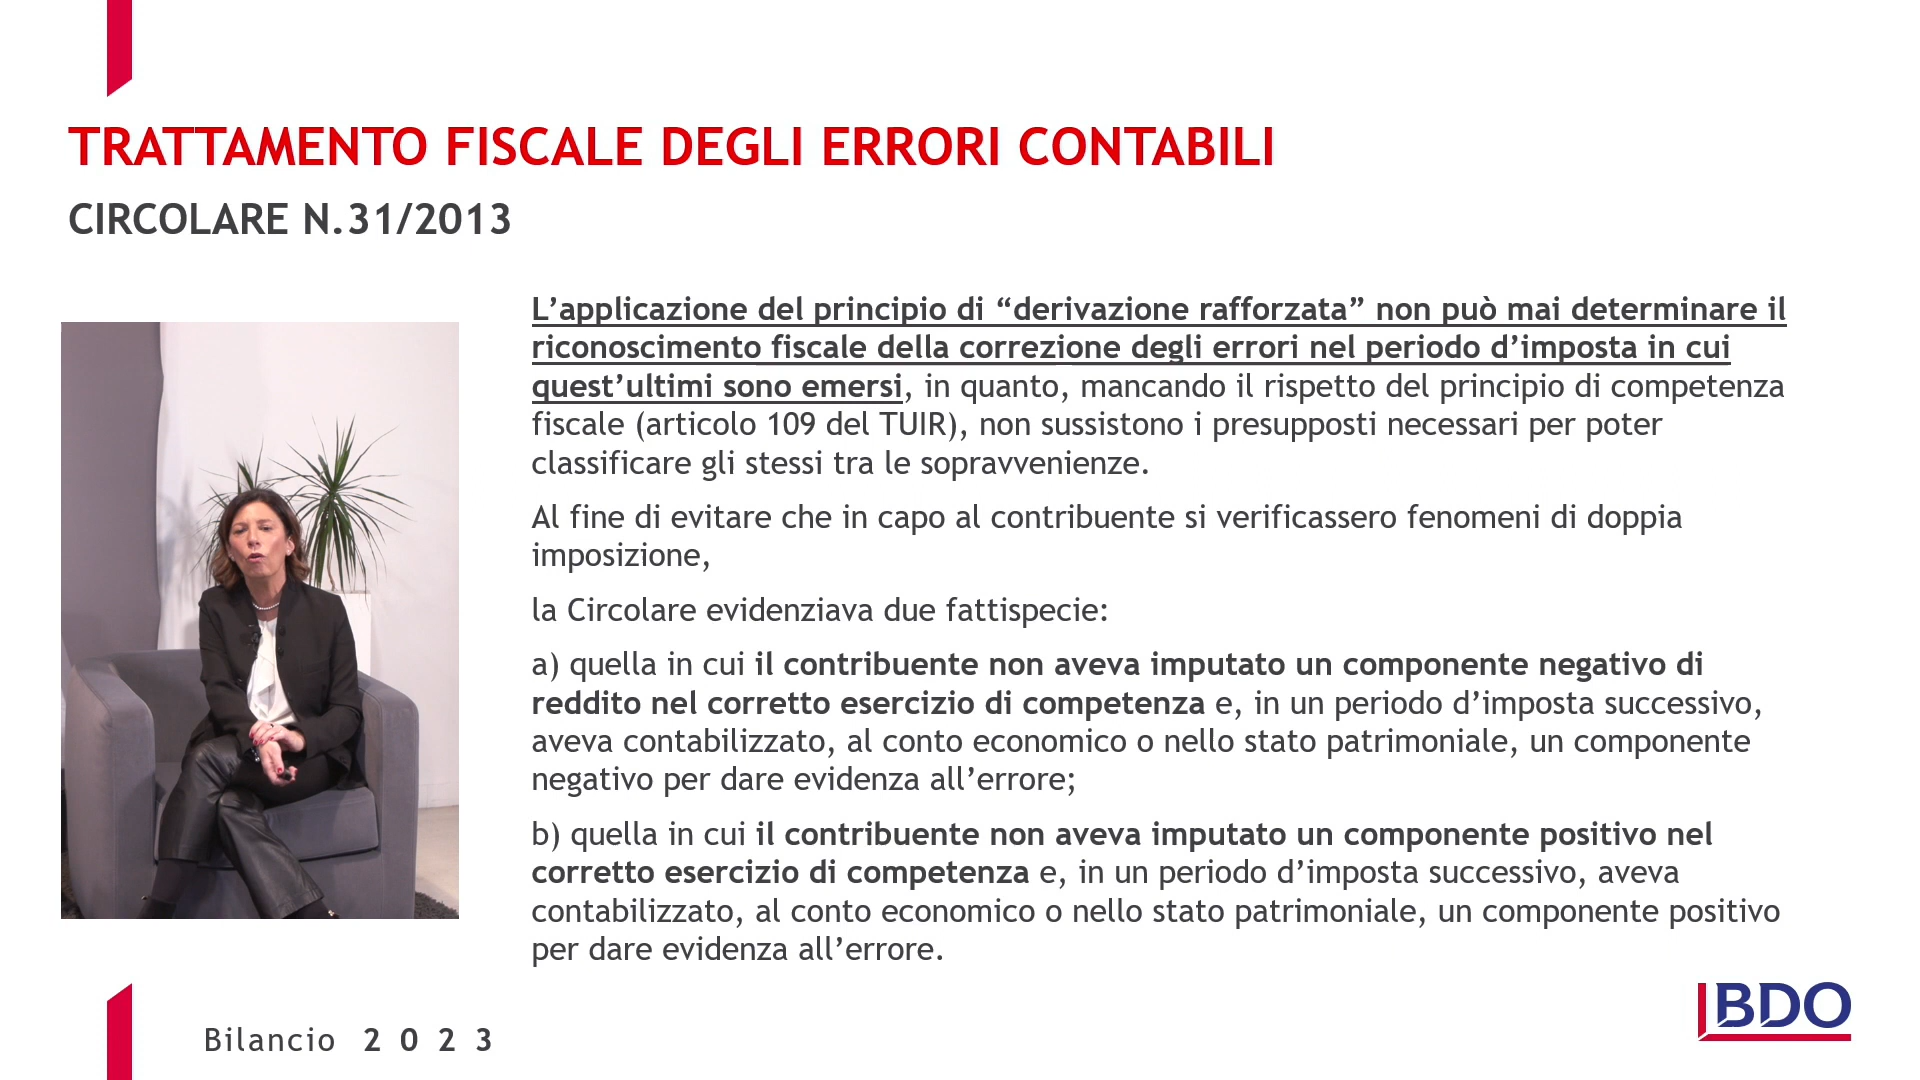 TRATTAMENTO FISCALE DEGLI ERRORI CONTABILI
CIRCOLARE N.31/2013
L’applicazione del principio di “derivazione rafforzata” non può mai determinare il
riconoscimento fiscale della correzione degli errori nel periodo d’imposta in cui
quest’ultimi sono emersi, in quanto, mancando il rispetto del principio di competenza
fiscale (articolo 109 del TUIR), non sussistono i presupposti necessari per poter
classificare gli stessi tra le sopravvenienze.
Al fine di evitare che in capo al contribuente si verificassero fenomeni di doppia
imposizione,
la Circolare evidenziava due fattispecie:
a) quella in cui il contribuente non aveva imputato un componente negativo di
reddito nel corretto esercizio di competenza e, in un periodo d’imposta successivo,
aveva contabilizzato, al conto economico o nello stato patrimoniale, un componente
negativo per dare evidenza all’errore;
b) quella in cui il contribuente non aveva imputato un componente positivo nel
corretto esercizio di competenza e, in un periodo d’imposta successivo, aveva
contabilizzato, al conto economico o nello stato patrimoniale, un componente positivo
per dare evidenza all’errore.
Bilancio 2023
BDO